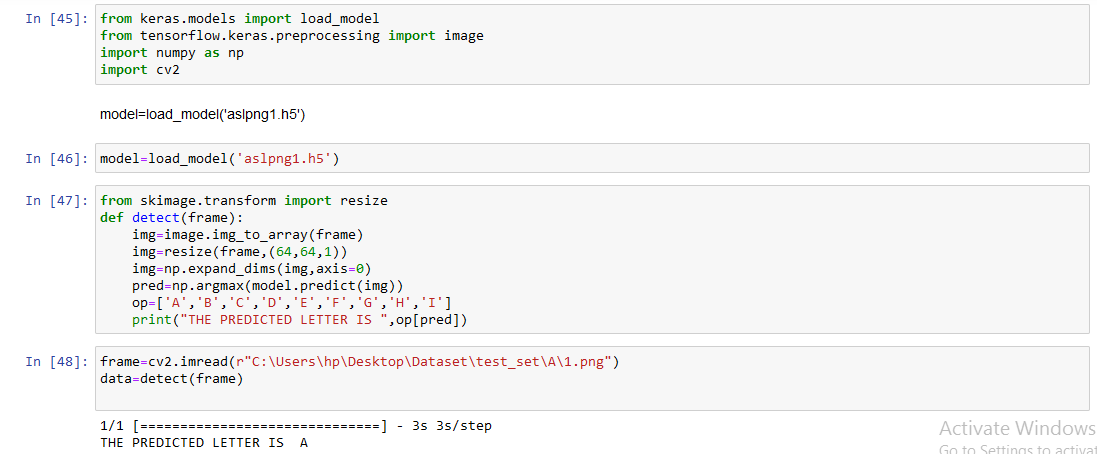 In [45]: from keras.models import load_model
from tensorflow.keras.preprocessing import image
import numpy as np
import cv2
model=load_model('aslpng1.h5')
In [46]: model=load_model('aslpng1.h5')
In [47]: from skimage.transform import resize
def detect(frame):
    img=image.img_to_array(frame)
    img=resize(frame,(64,64,1))
    img=np.expand_dims(img,axis=0)
    pred=np.argmax(model.predict(img))
    op=['A','B','C','D','E','F','G','H','I']
    print("THE PREDICTED LETTER IS ",op[pred])
In [48]: frame=cv2.imread(r"C:\Users\hp\Desktop\Dataset\test_set\A\1.png")
data=detect(frame)
1/1 [==============================] - 3s 3s/step
THE PREDICTED LETTER IS  A
Activate Windows
Go to Settings to activat